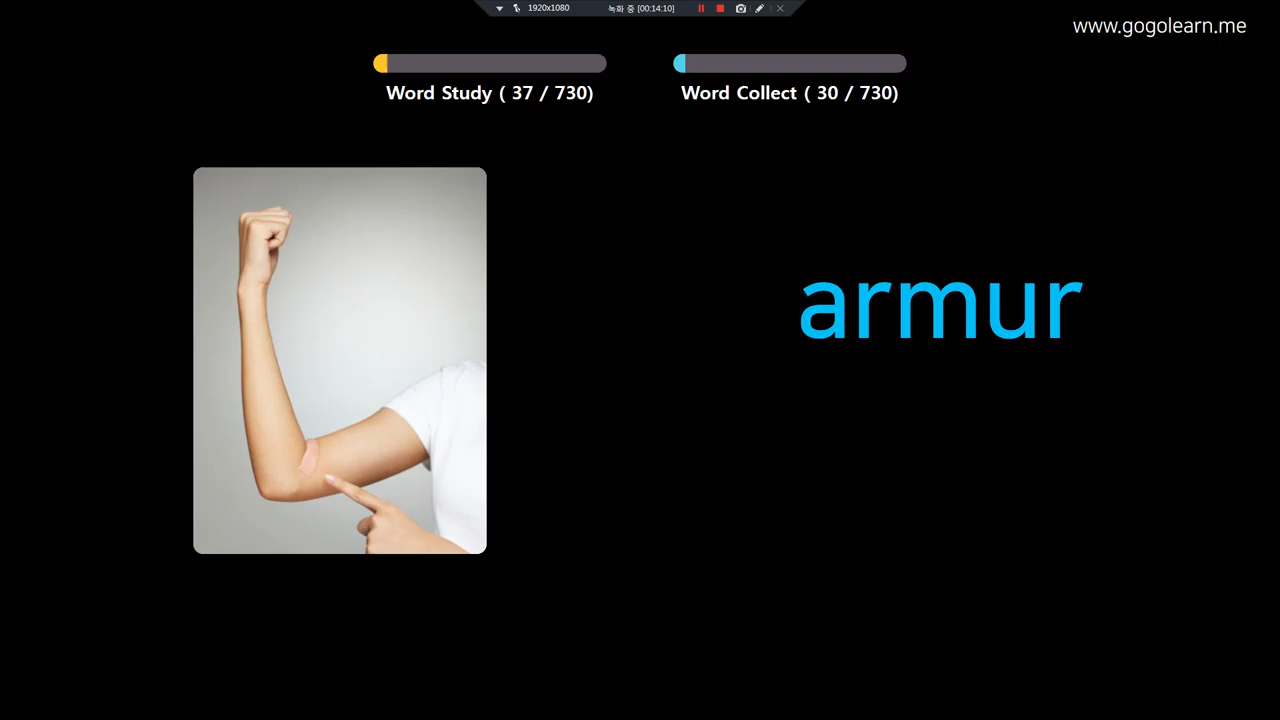 1920x1080
녹화 중 [00:14:10]
www.gogolearn.me
Word Study ( 37 / 730)
Word Collect ( 30 / 730)
armur